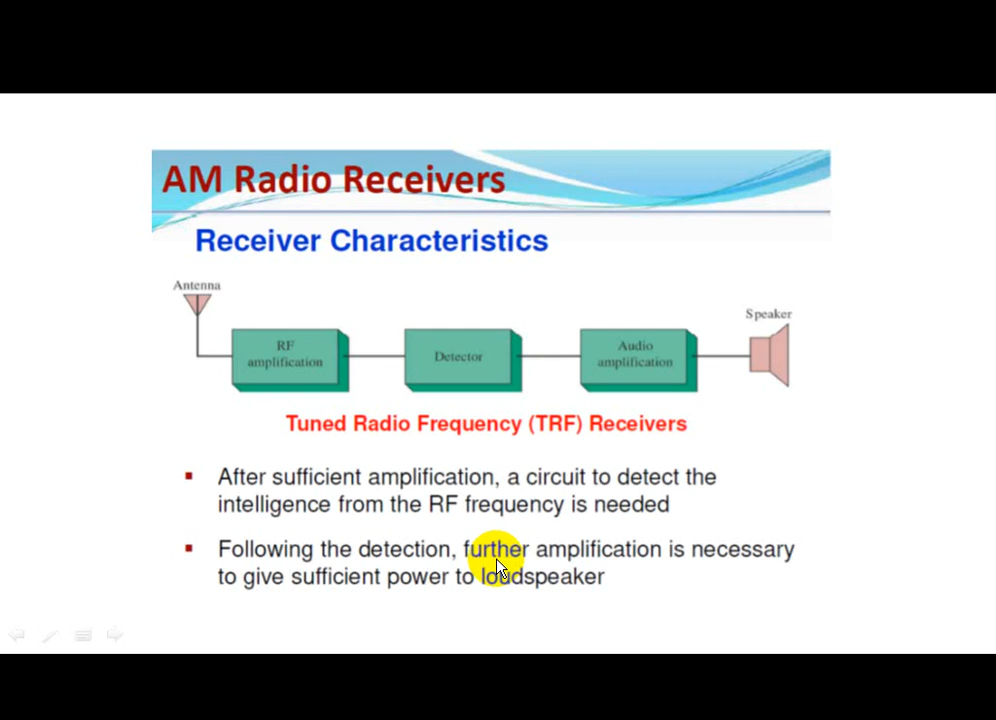 AM Radio Receivers
Receiver Characteristics
Antenna
Speaker
RF
amplification
Detector
Audio
amplification
Tuned Radio Frequency (TRF) Receivers
▪ After sufficient amplification, a circuit to detect the
intelligence from the RF frequency is needed
▪ Following the detection, further amplification is necessary
to give sufficient power to loudspeaker